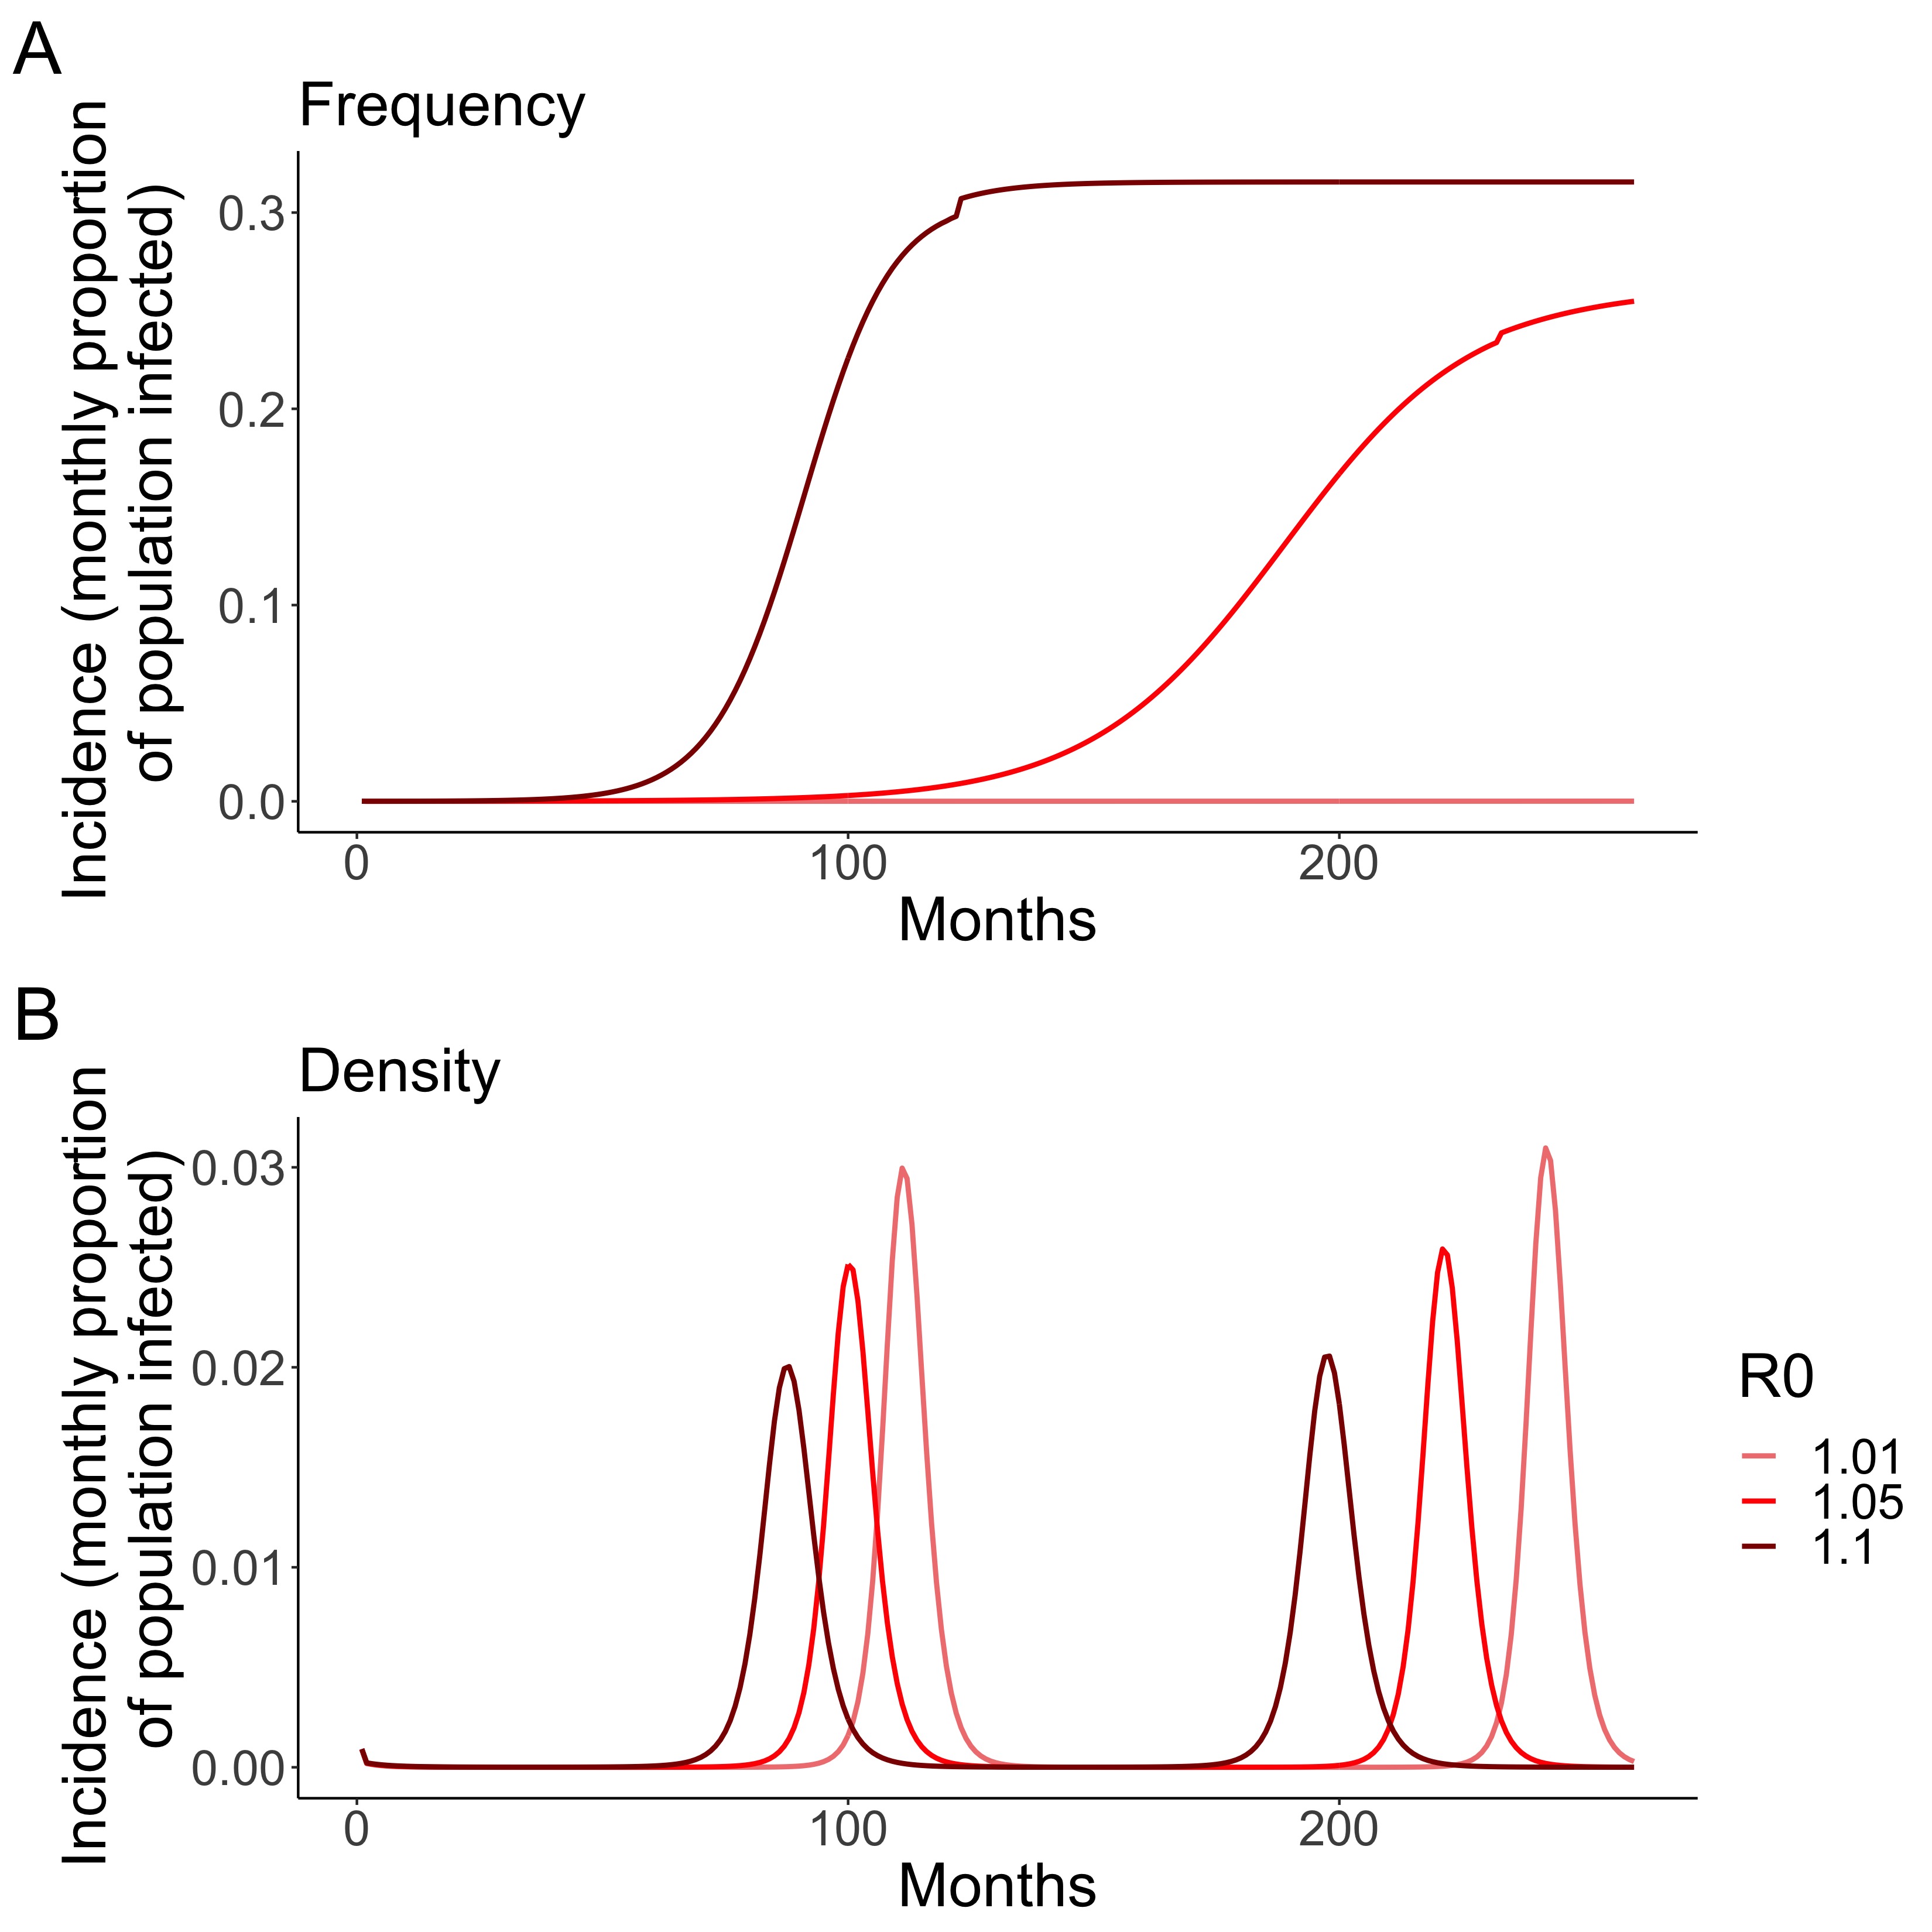 A
Frequency
Incidence (monthly proportion
of population infected)
0.3
0.2
0.1
0.0
0
100
200
Months
B
Density
Incidence (monthly proportion
of population infected)
0.03
0.02
0.01
0.00
0
100
200
Months
R0
1.01
1.05
1.1